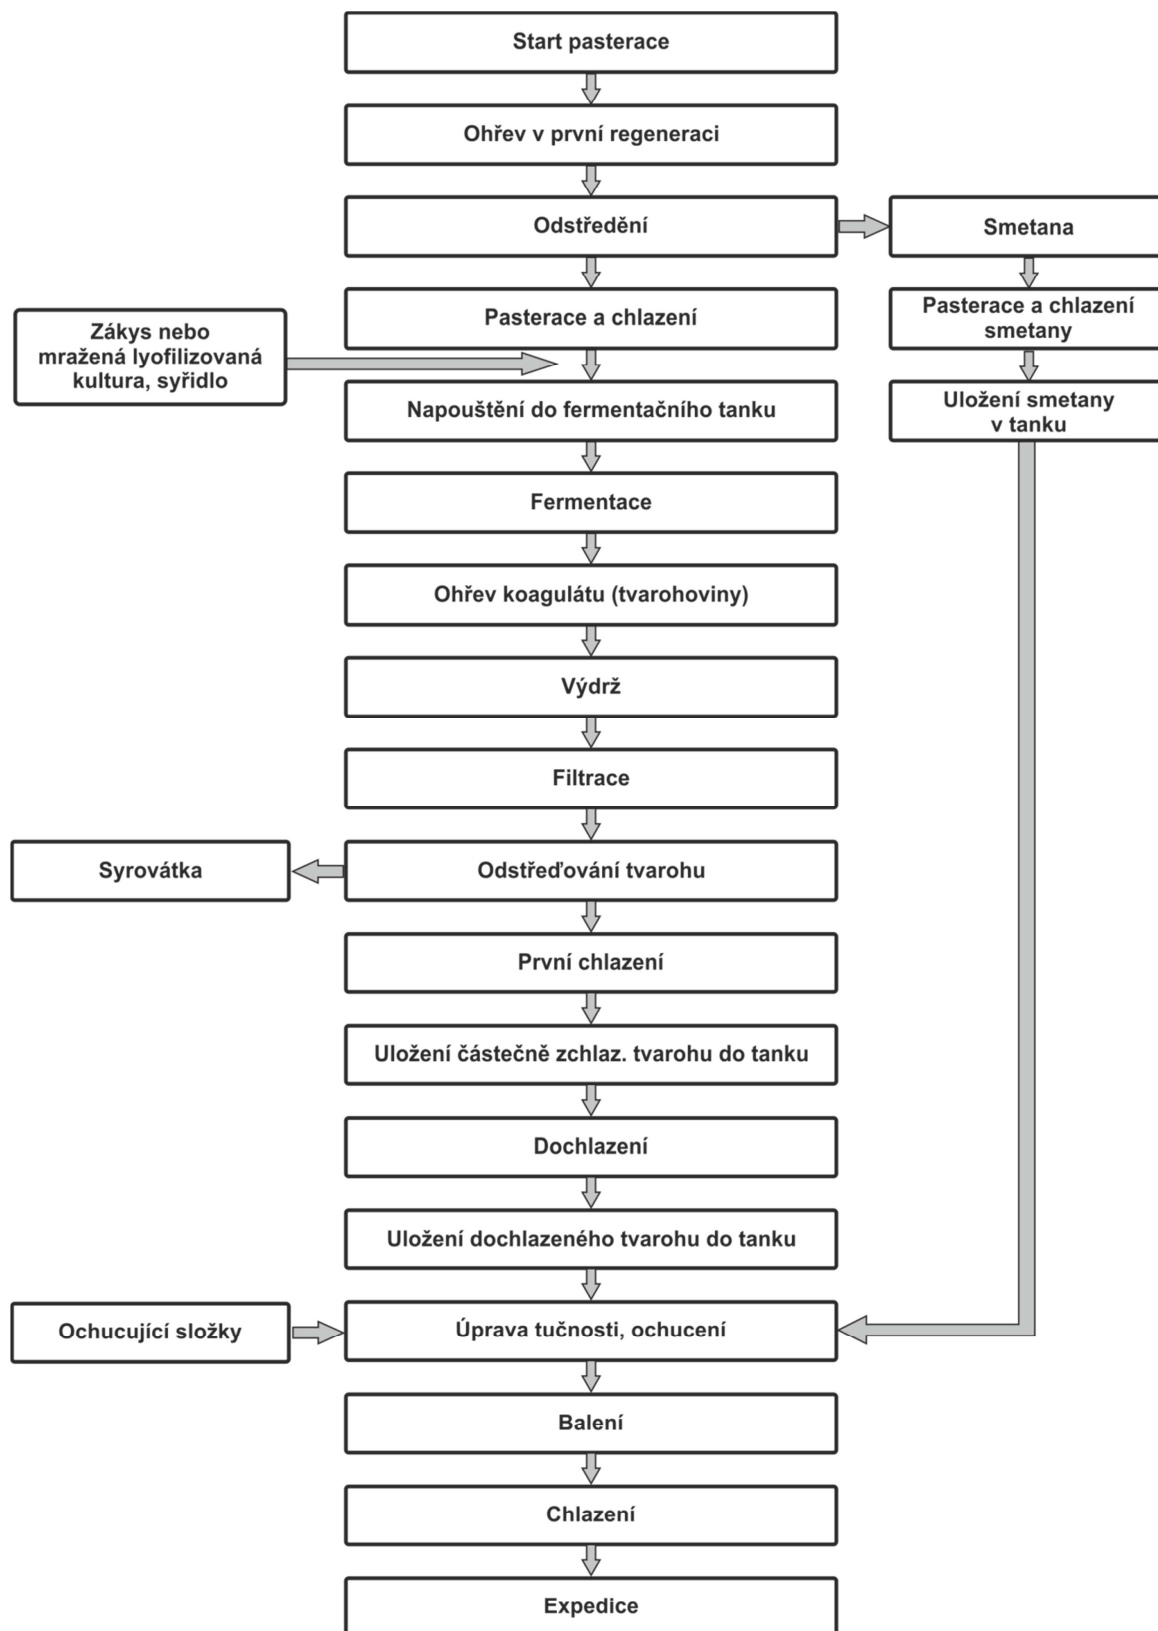 Start pasterace
Ohřev v první regeneraci
Odstředění
Smetana
Pasterace a chlazení
Pasterace a chlazení
smetany
Zákys nebo
mražená lyofilizovaná
kultura, syřidlo
Napouštění do fermentačního tanku
Uložení smetany
v tanku
Fermentace
Ohřev koagulátu (tvarohoviny)
Výdrž
Filtrace
Syrovátka
Odstřeďování tvarohu
První chlazení
Uložení částečně zchlaz. tvarohu do tanku
Dochlazení
Uložení dochlazeného tvarohu do tanku
Ochucující složky
Úprava tučnosti, ochucení
Balení
Chlazení
Expedice